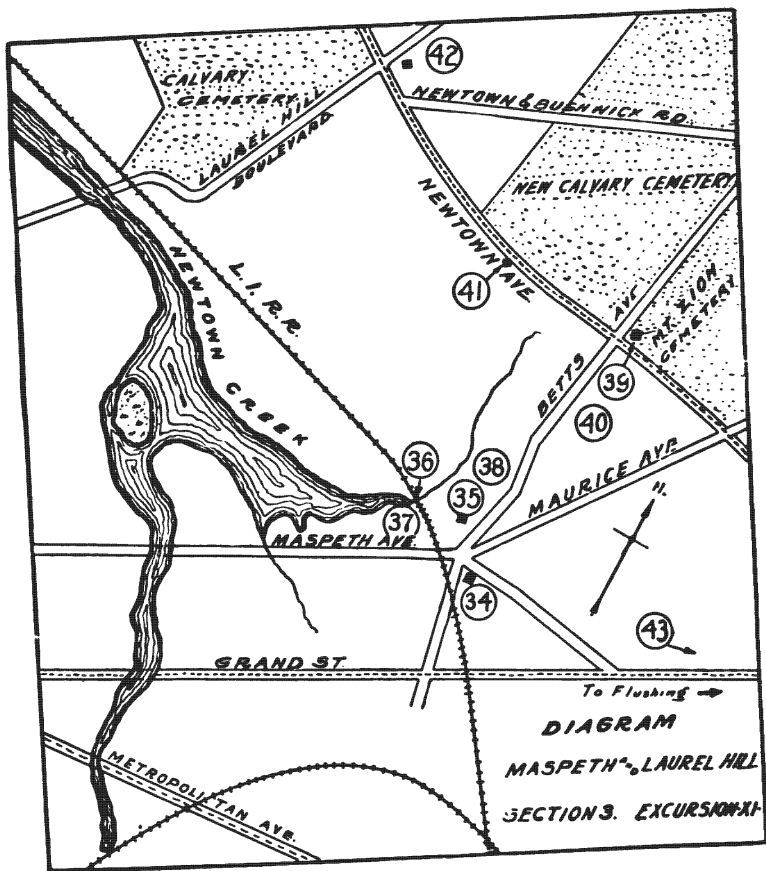 42
CALVARY
CEMETERY
LAUREL HILL
BOULEVARD
NEWTOWN & BUSHWICK RD.
NEW CALVARY CEMETERY
NEWTOWN AVE.
41
L.I.R.R.
NEWTOWN CREEK
BETTS AVE
MT. ZION
CEMETERY
39
40
36
38
35
37
MAURICE AVE.
N.
MASPETH AVE.
34
43
GRAND ST.
To Flushing
DIAGRAM
MASPETH AND LAUREL HILL
SECTION 3. EXCURSION-XI-
METROPOLITAN AVE.